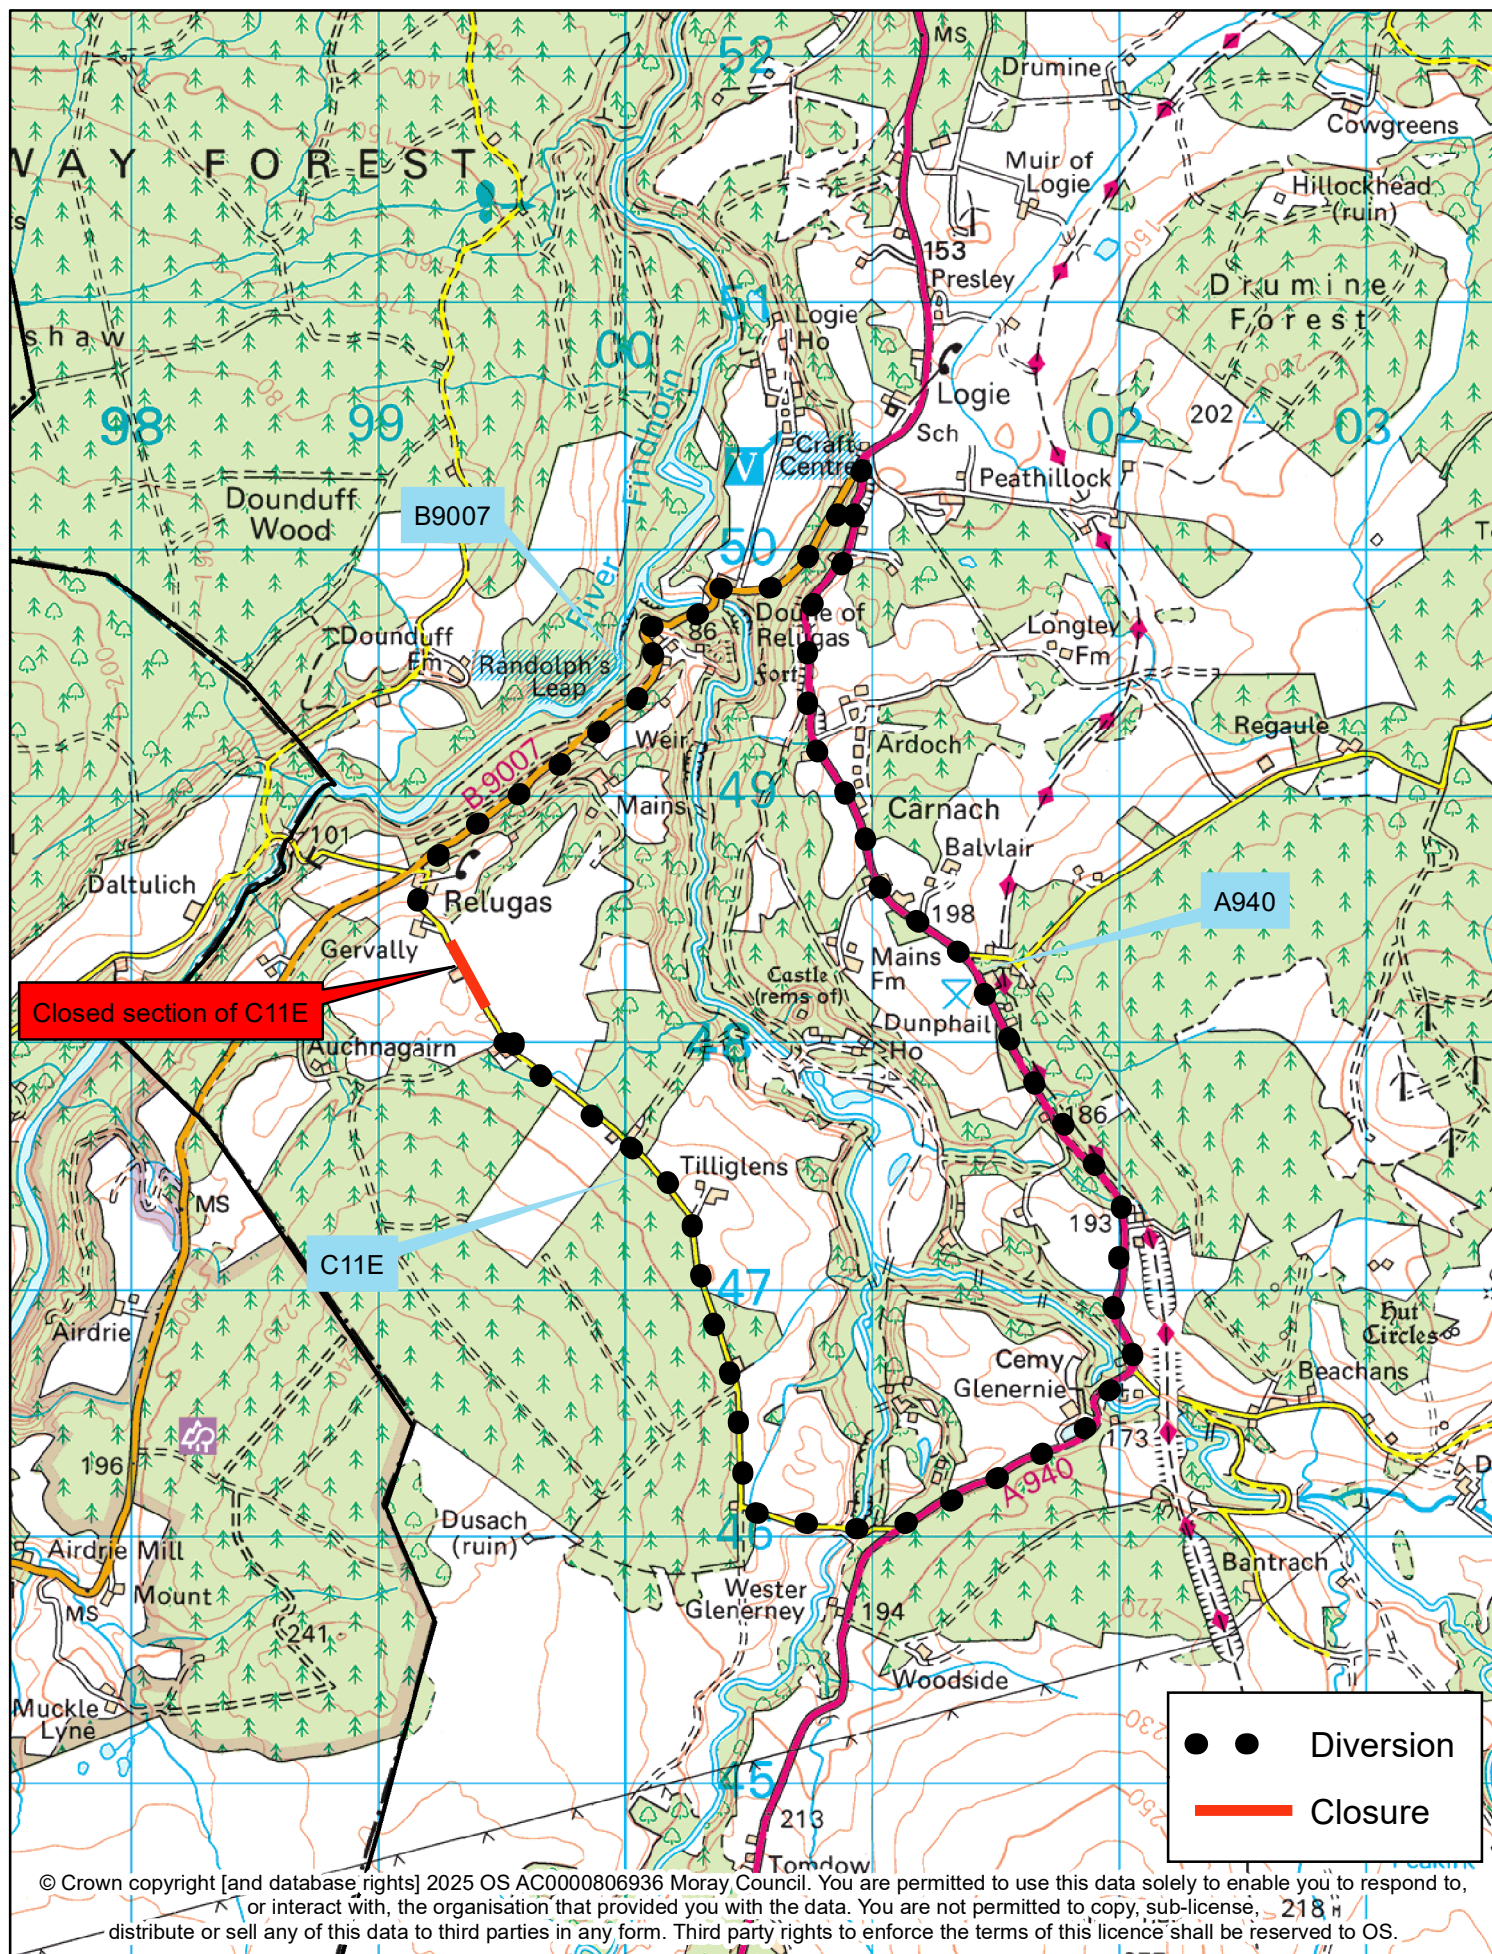 MS
52
Drumine
Cowgreens
WAY FOREST
Muir of
Logie
Hillockhead
(ruin)
153
Presley
Drumine
Forest
51
Logie
Ho
shaw
00
Logie
98
99
River Findhorn
02
202
03
Sch
Craft
Centre
V
Peathillock
Dounduff
Wood
B9007
50
Doune of
Relugas
86
fort
Dounduff
Fm
Longley
Fm
Randolph's
Leap
Regaule
Weir
Ardoch
B 9007
49
Mains
Carnach
101
Balvlair
Daltulich
Relugas
A940
198
Gervally
Mains
Fm
Castle
(rems of)
Closed section of C11E
Dunphail
Ho
48
Auchnagairn
186
Tilliglens
MS
193
C11E
47
Airdrie
Hut
Circles
Cemy
Glenernie
Beachans
173
196
A 940
Dusach
(ruin)
46
Airdrie Mill
Bantrach
Mount
MS
Wester
Glenerney
194
220
241
Woodside
Muckle
Lyne
230
Diversion
45
250
213
Closure
Tomdow
© Crown copyright [and database rights] 2025 OS AC0000806936 Moray Council. You are permitted to use this data solely to enable you to respond to,
or interact with, the organisation that provided you with the data. You are not permitted to copy, sub-license,
218
distribute or sell any of this data to third parties in any form. Third party rights to enforce the terms of this licence shall be reserved to OS.